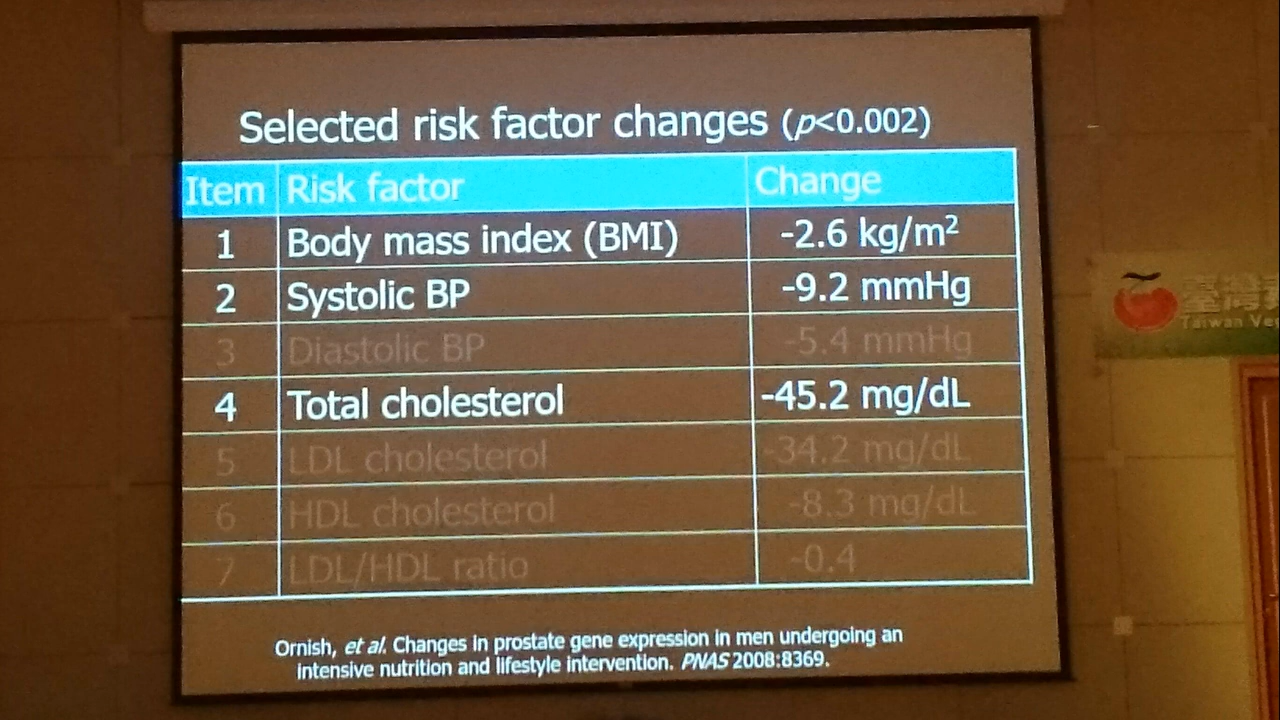 Selected risk factor changes (p<0.002)
Item Risk factor Change
1 Body mass index (BMI) -2.6 kg/m²
2 Systolic BP -9.2 mmHg
3 Diastolic BP -5.4 mmHg
4 Total cholesterol -45.2 mg/dL
5 LDL cholesterol -34.2 mg/dL
6 HDL cholesterol -8.3 mg/dL
7 LDL/HDL ratio -0.4
Ornish, et al. Changes in prostate gene expression in men undergoing an
intensive nutrition and lifestyle intervention. PNAS 2008:8369.
臺灣
Taiwan